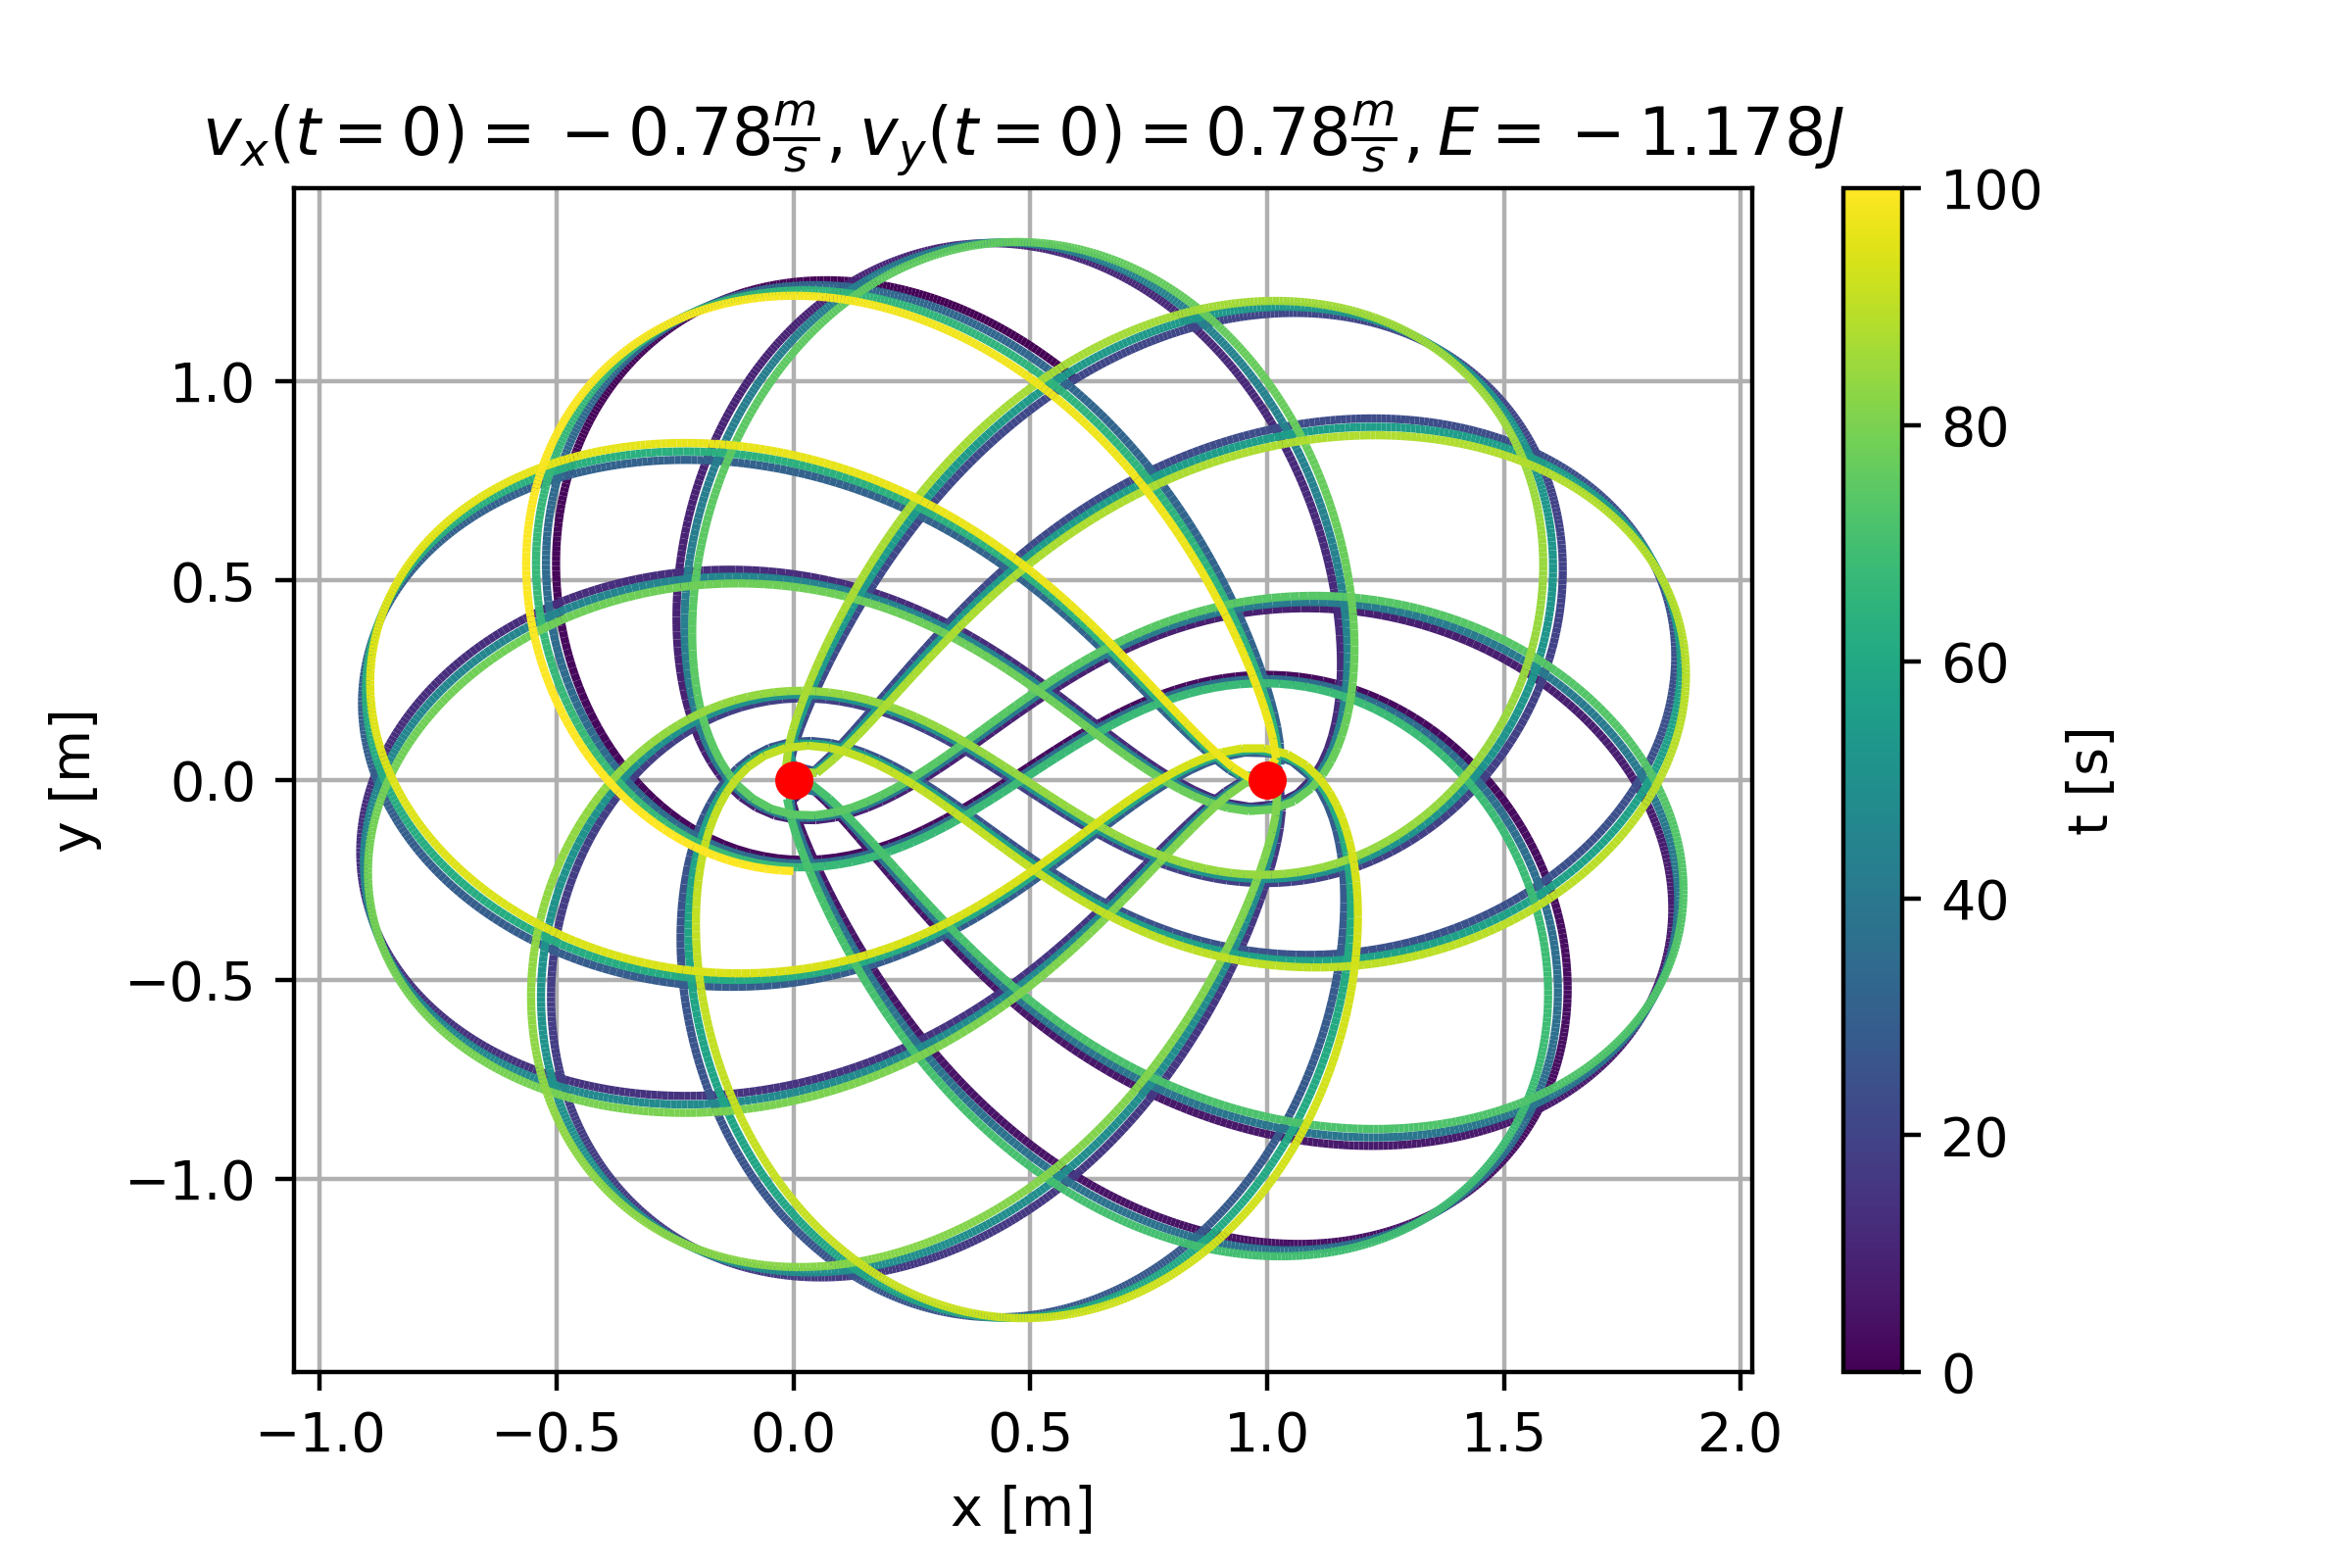 v_x(t = 0) = −0.78 m/s, v_y(t = 0) = 0.78 m/s, E = −1.178J
y [m]
1.0
0.5
0.0
−0.5
−1.0
−1.0 −0.5 0.0 0.5 1.0 1.5 2.0
x [m]
100
80
60
40
20
0
t [s]